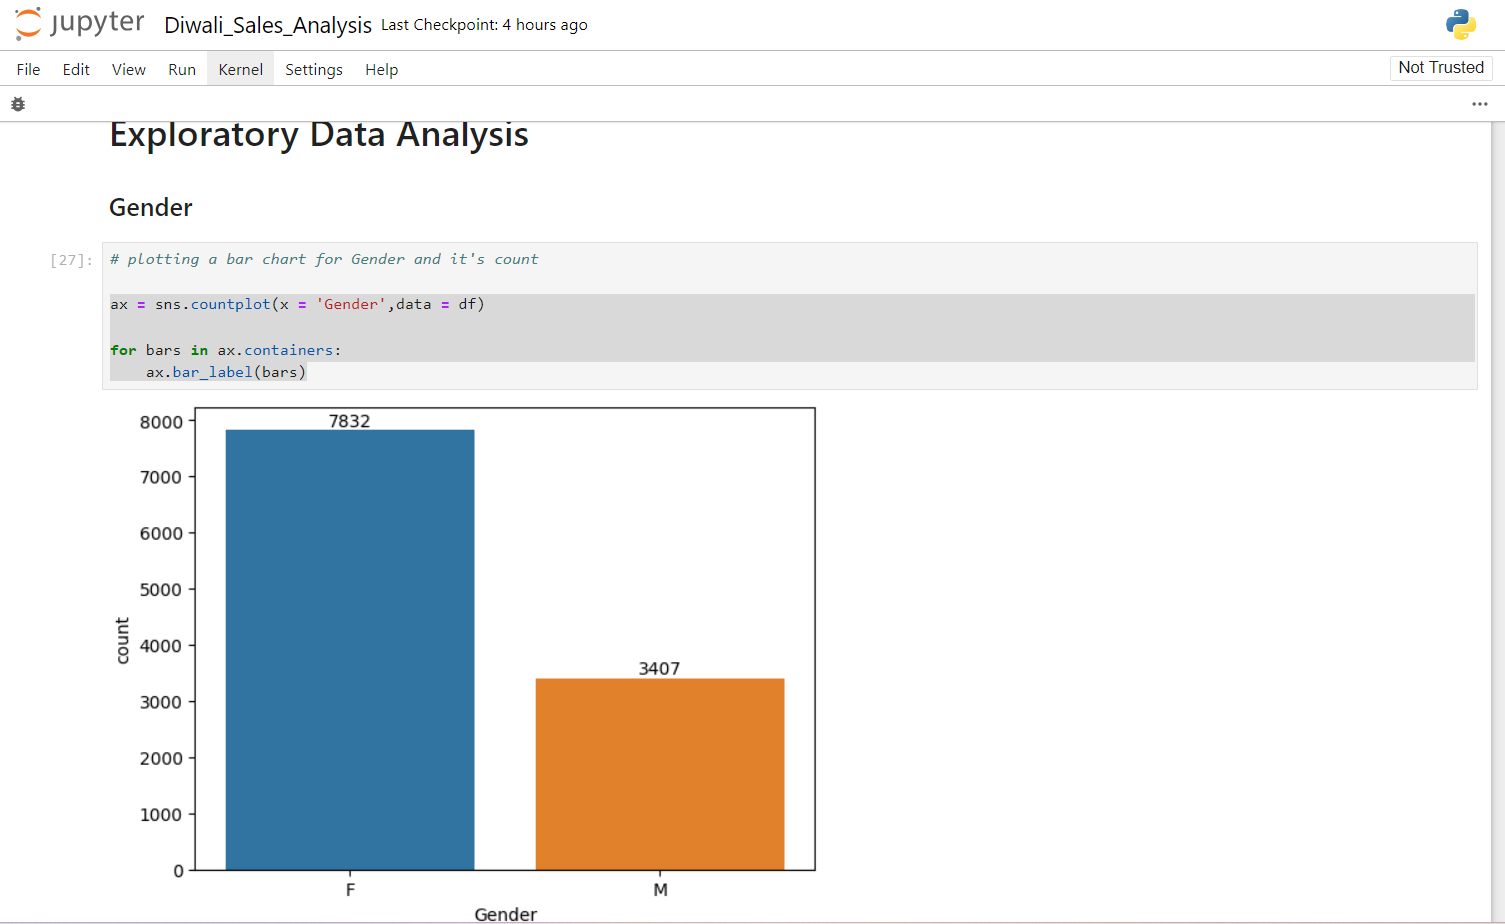 jupyter Diwali_Sales_Analysis Last Checkpoint: 4 hours ago
File Edit View Run Kernel Settings Help Not Trusted
Exploratory Data Analysis
Gender
[27]: # plotting a bar chart for Gender and it's count
ax = sns.countplot(x = 'Gender',data = df)
for bars in ax.containers:
    ax.bar_label(bars)
8000
7832
7000
6000
5000
count
4000
3407
3000
2000
1000
0
F M
Gender